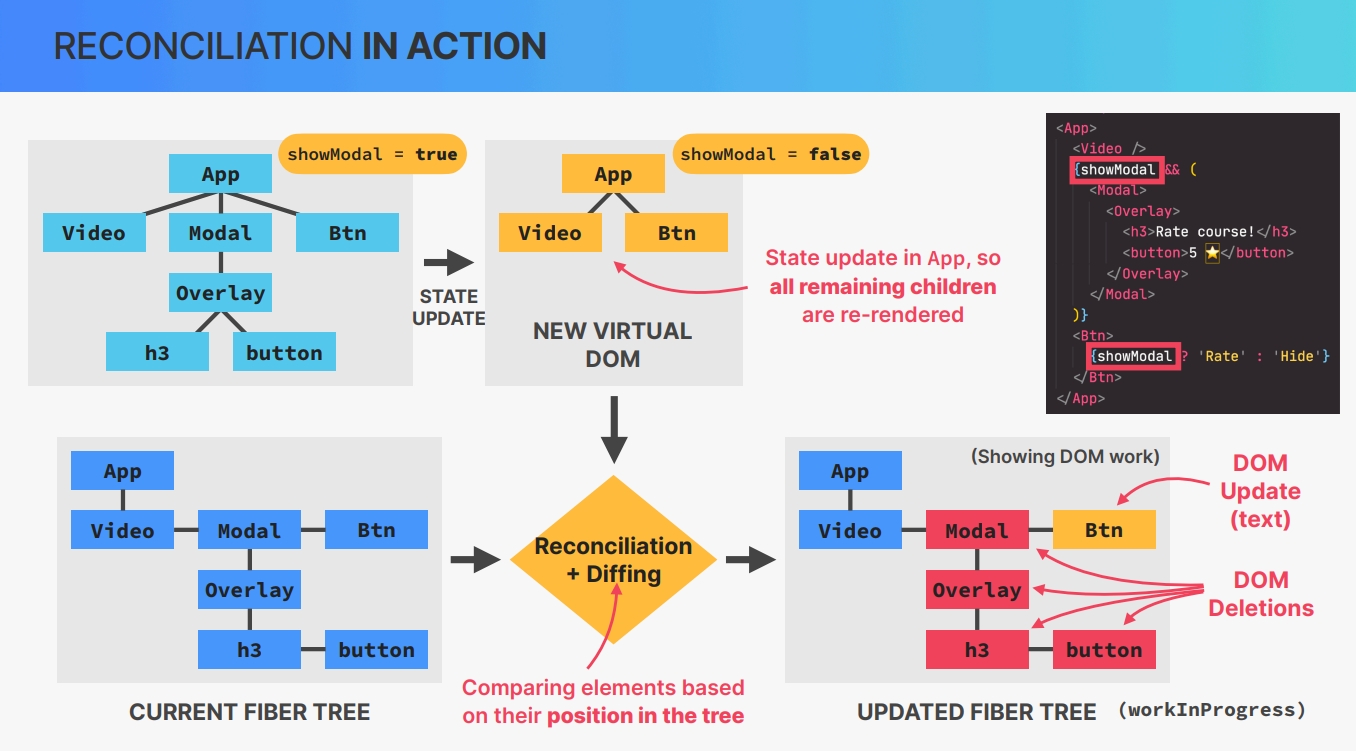 RECONCILIATION IN ACTION
showModal = true
App
Video
Modal
Btn
Overlay
h3
button
STATE
UPDATE
showModal = false
App
Video
Btn
NEW VIRTUAL
DOM
State update in App, so
all remaining children
are re-rendered
<App>
<Video />
{showModal && (
<Modal>
<Overlay>
<h3>Rate course!</h3>
<button>5 ⭐</button>
</Overlay>
</Modal>
)}
<Btn>
{showModal ? 'Rate' : 'Hide'}
</Btn>
</App>
App
Video
Modal
Btn
Overlay
h3
button
CURRENT FIBER TREE
Reconciliation
+ Diffing
Comparing elements based
on their position in the tree
(Showing DOM work)
App
Video
Modal
Btn
Overlay
h3
button
DOM
Update
(text)
DOM
Deletions
UPDATED FIBER TREE (workInProgress)